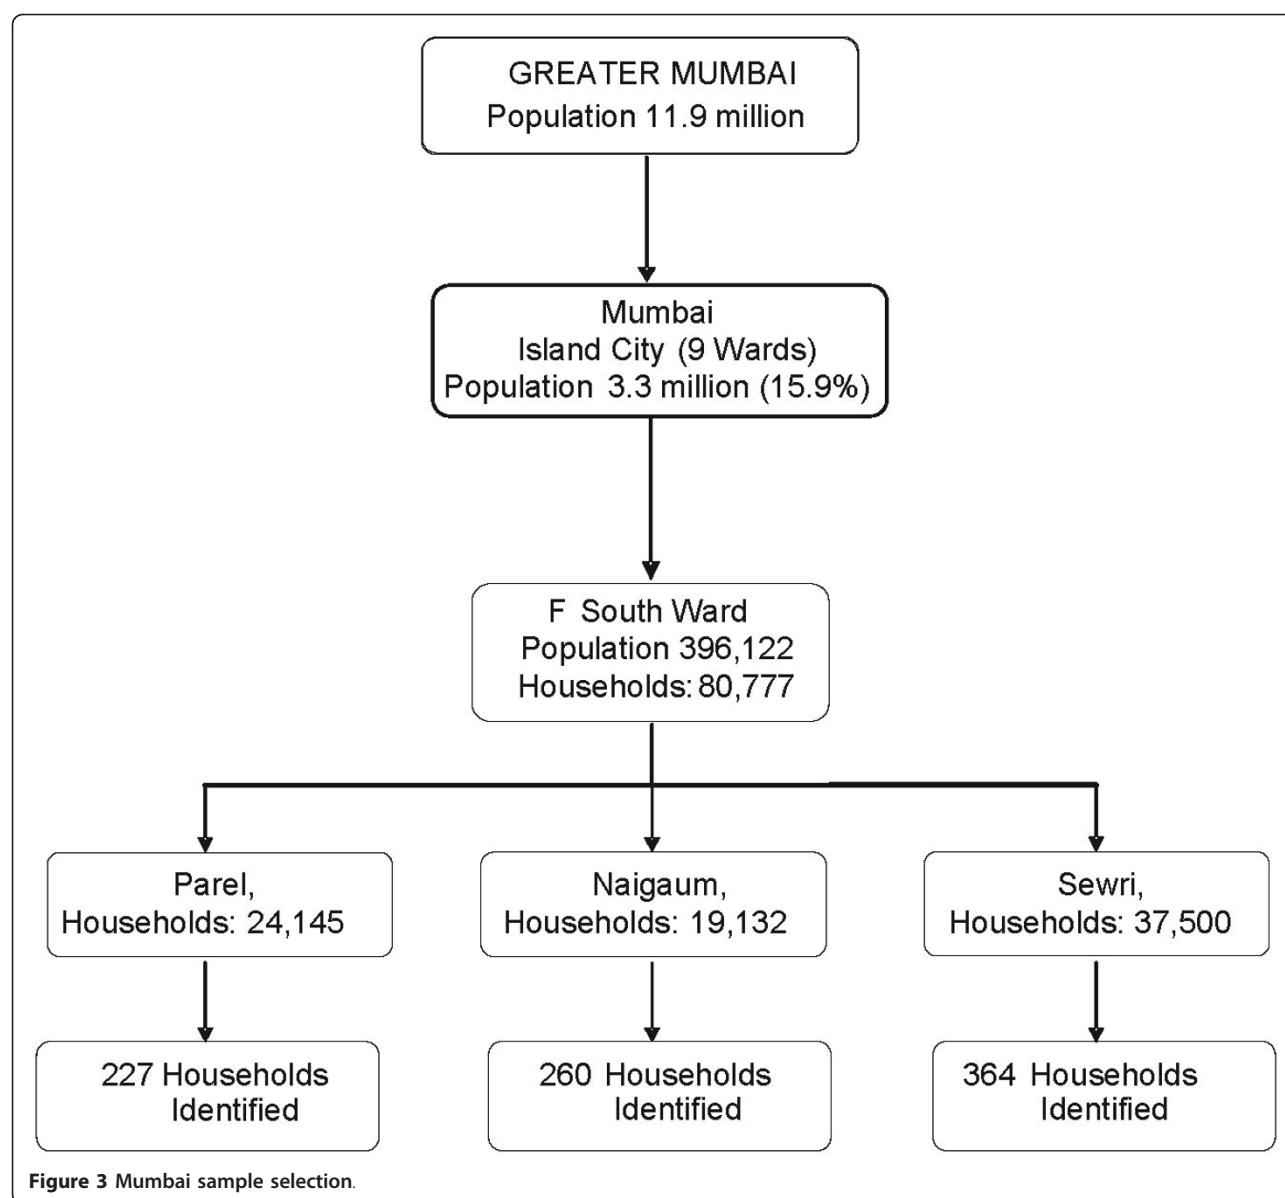 GREATER MUMBAI
Population 11.9 million
Mumbai
Island City (9 Wards)
Population 3.3 million (15.9%)
F South Ward
Population 396,122
Households: 80,777
Parel,
Households: 24,145
Naigaum,
Households: 19,132
Sewri,
Households: 37,500
227 Households
Identified
260 Households
Identified
364 Households
Identified
Figure 3 Mumbai sample selection.